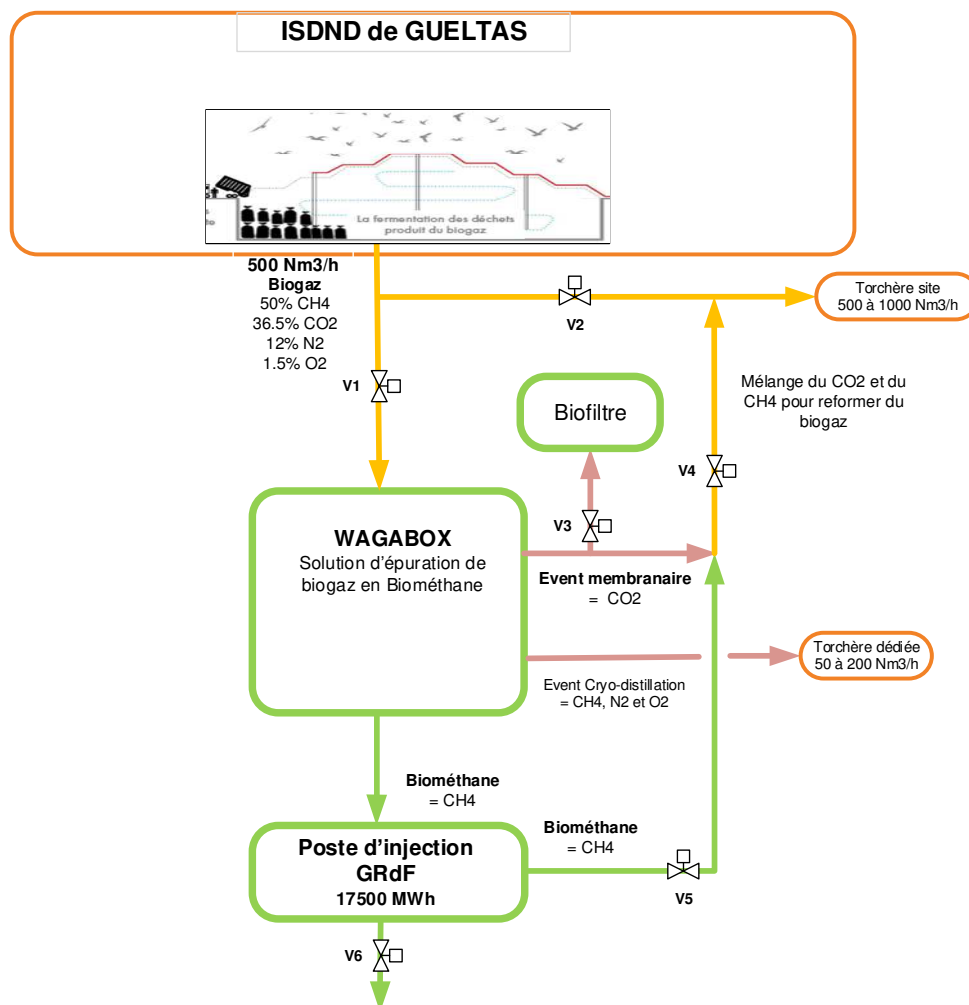 ISDND de GUELTAS
La fermentation des déchets
produit du biogaz
500 Nm3/h
Biogaz
50% CH4
36.5% CO2
12% N2
1.5% O2
V1
V2
Torchère site
500 à 1000 Nm3/h
Mélange du CO2 et du
CH4 pour reformer du
biogaz
Biofiltre
V4
V3
WAGABOX
Solution d'épuration de
biogaz en Biométhane
Event membranaire
= CO2
Torchère dédiée
50 à 200 Nm3/h
Event Cryo-distillation
= CH4, N2 et O2
Biométhane
= CH4
Biométhane
= CH4
Poste d'injection
GRdF
17500 MWh
V5
V6